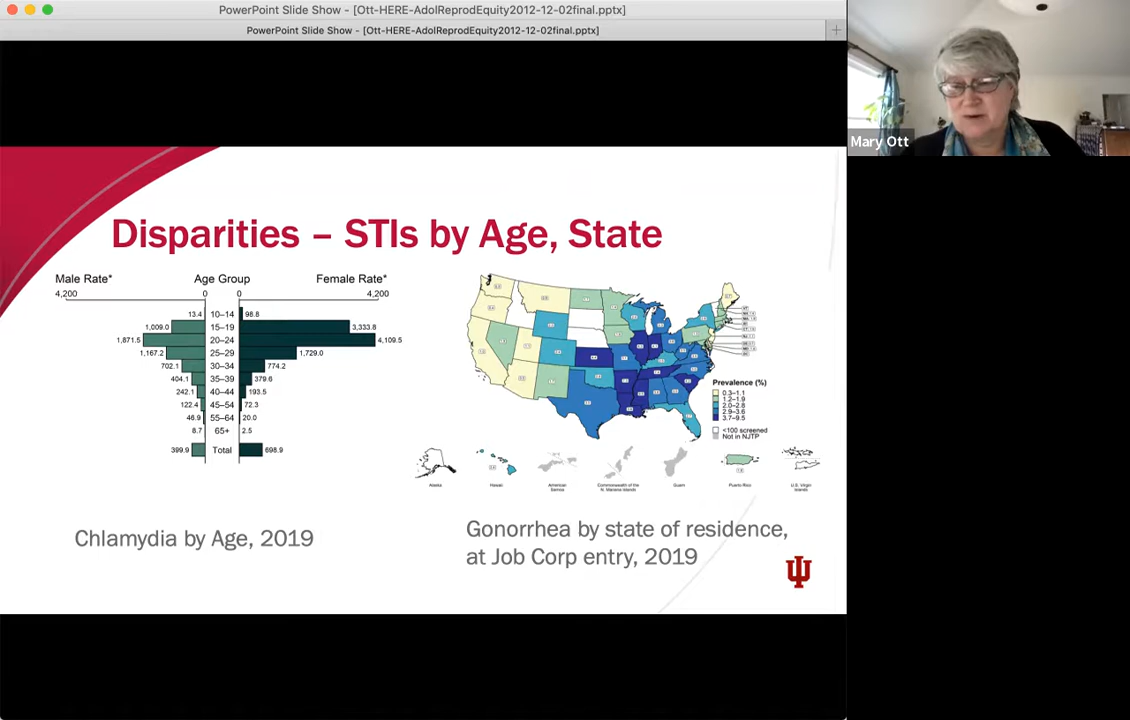 PowerPoint Slide Show - [Ott-HERE-AdolReprodEquity2012-12-02final.pptx]
PowerPoint Slide Show - [Ott-HERE-AdolReprodEquity2012-12-02final.pptx]
Mary Ott
Disparities – STIs by Age, State
Male Rate* Age Group Female Rate*
4,200 0 0 4,200
13.4 10–14 98.8
1,009.0 15–19 3,333.8
1,871.5 20–24 4,109.5
1,167.2 25–29 1,729.0
702.1 30–34 774.2
404.1 35–39 379.6
242.1 40–44 193.5
122.4 45–54 72.3
46.9 55–64 20.0
8.7 65+ 2.5
399.9 Total 698.9
Prevalence (%)
0.3–1.1
1.2–1.9
2.0–2.8
2.9–3.6
3.7–9.5
<100 screened
Not in NJTP
Alaska
Hawaii
American
Samoa
Commonwealth of the
N. Mariana Islands
Guam
Puerto Rico
U.S. Virgin
Islands
Chlamydia by Age, 2019
Gonorrhea by state of residence,
at Job Corp entry, 2019